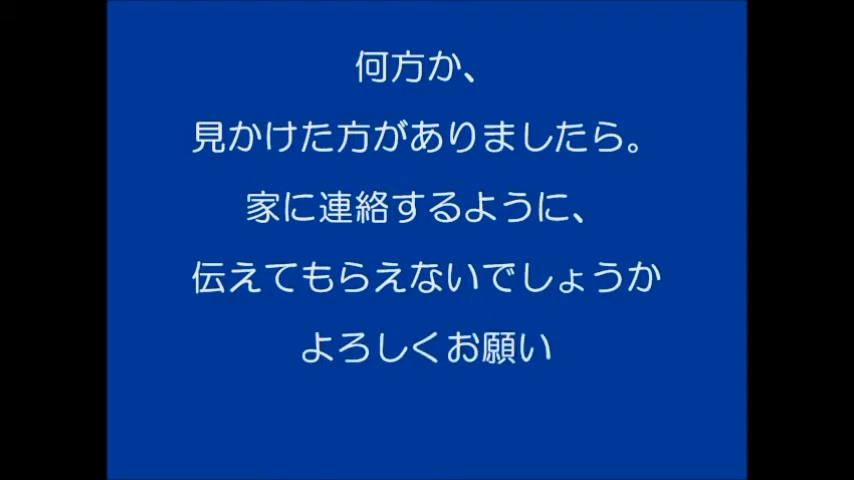 何方か、
見かけた方がありましたら。
家に連絡するように、
伝えてもらえないでしょうか
よろしくお願い